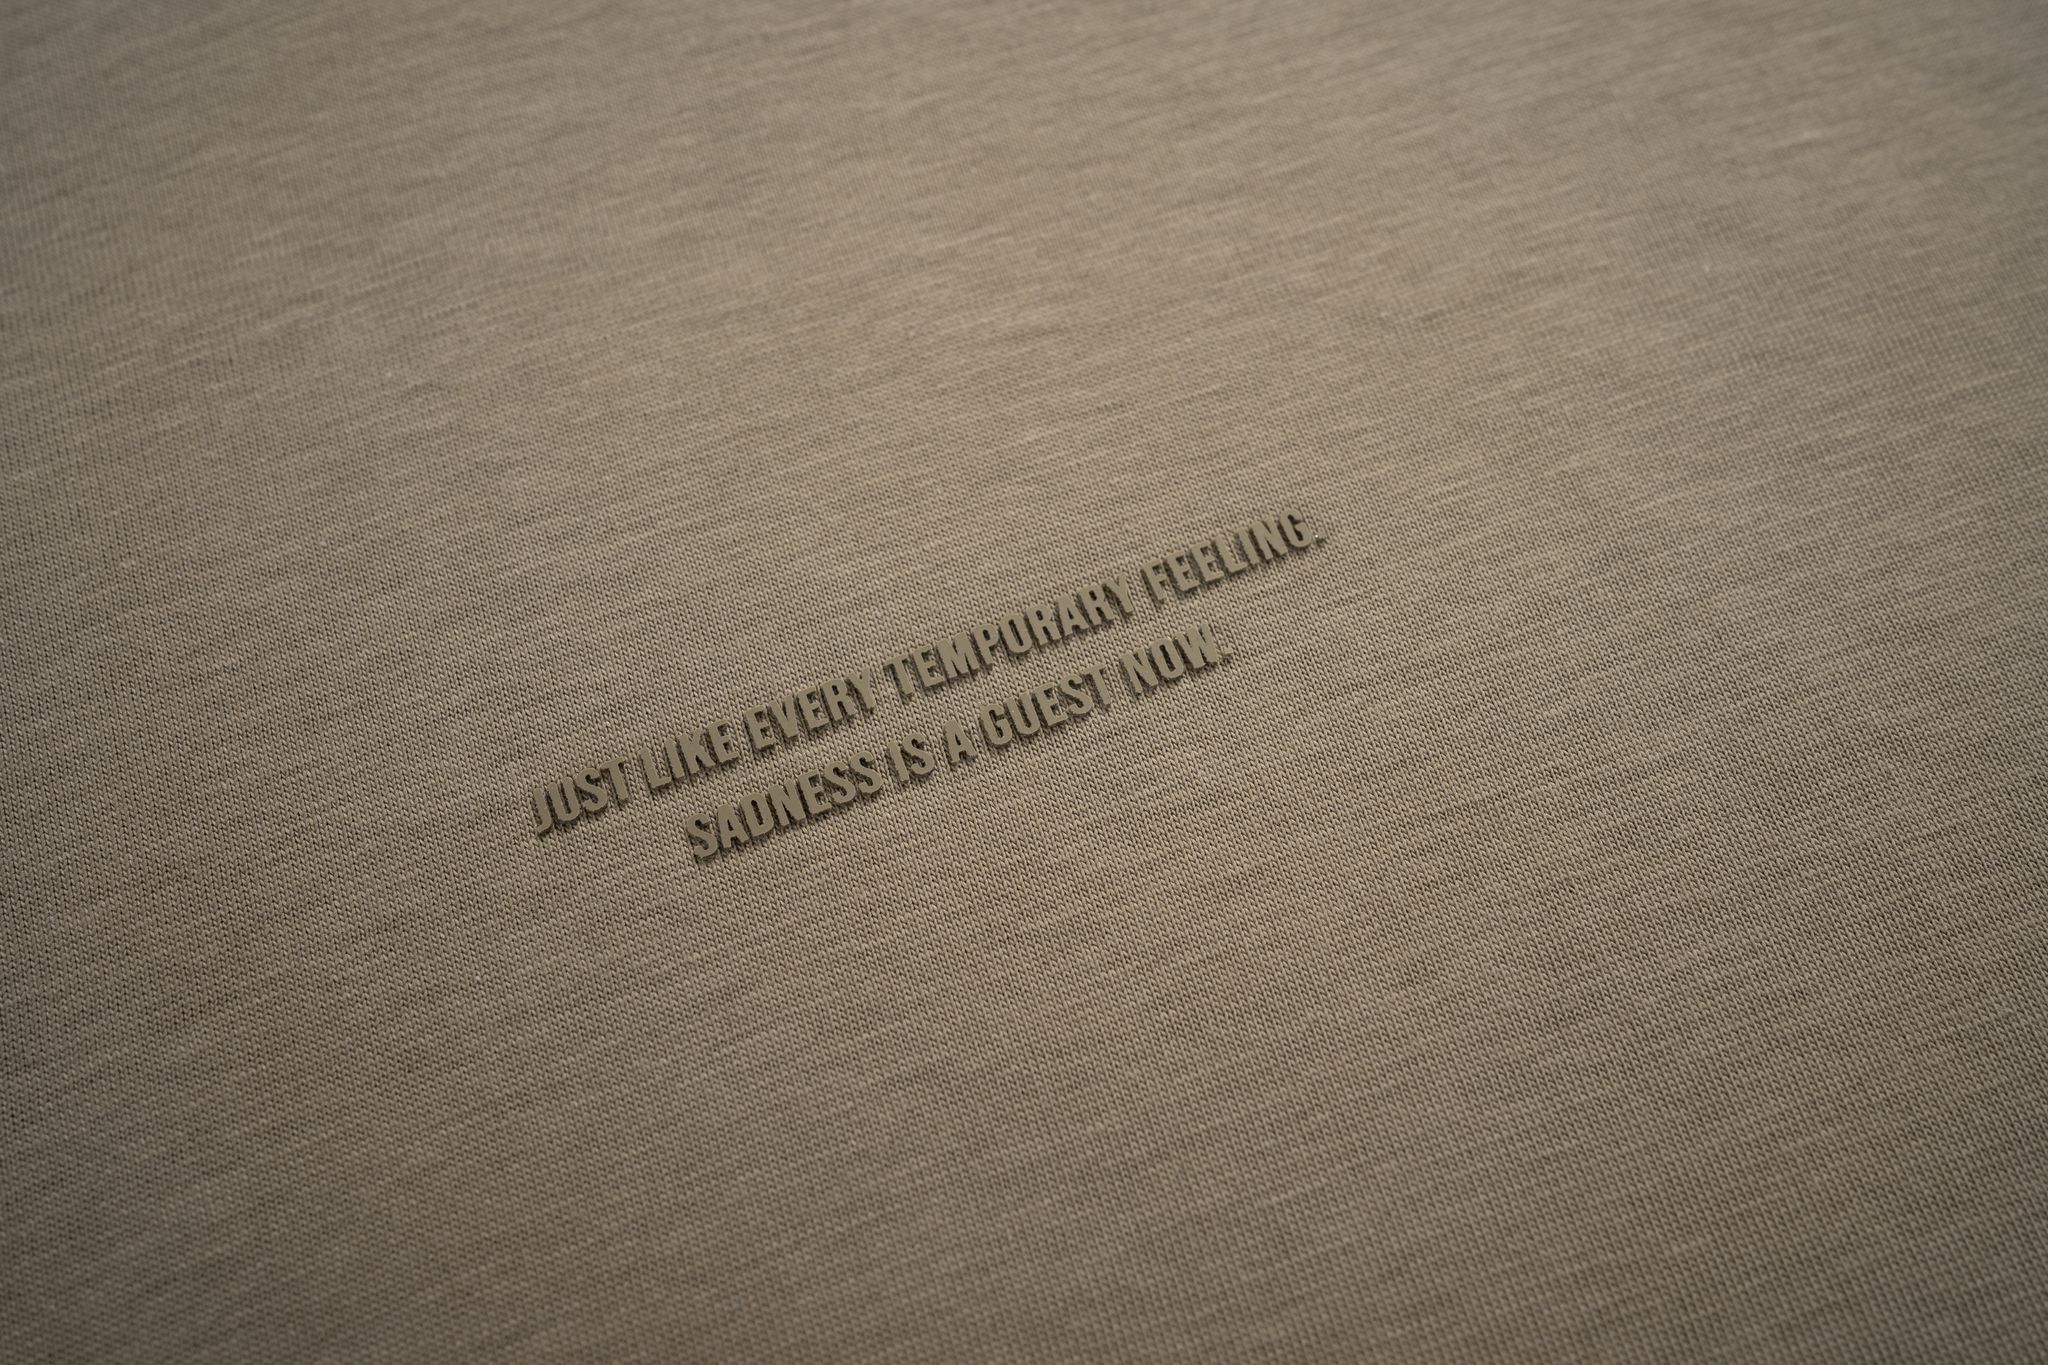 JUST LIKE EVERY TEMPORARY FEELING.
SADNESS IS A GUEST NOW.